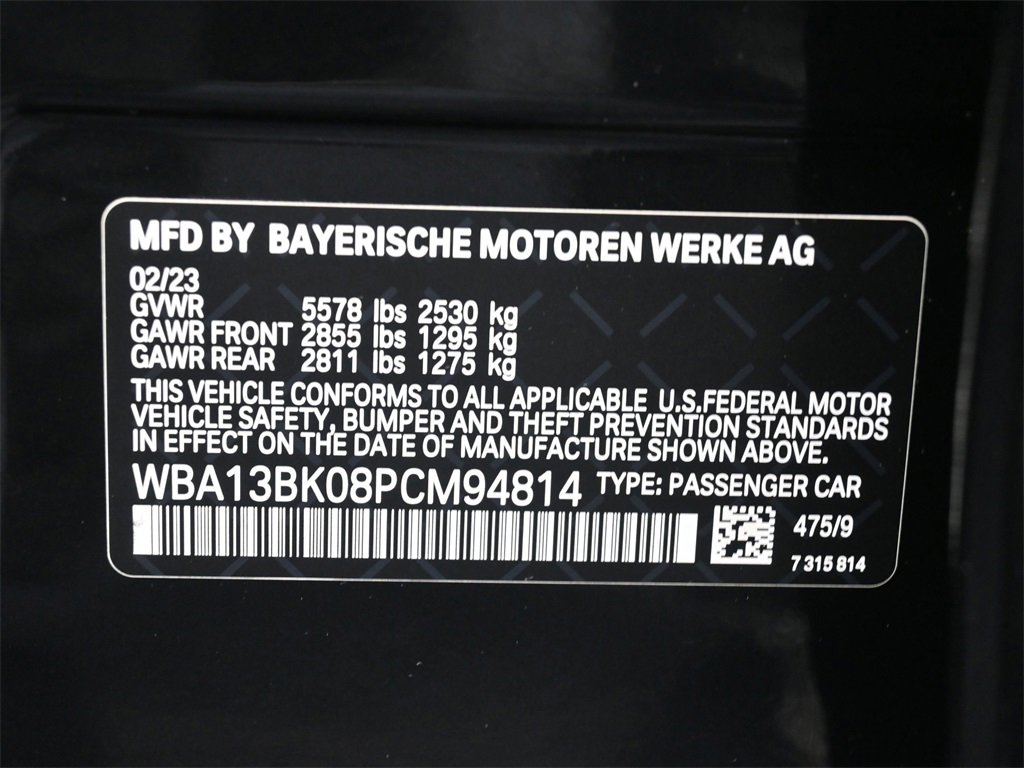 MFD BY BAYERISCHE MOTOREN WERKE AG
02/23
GVWR 5578 lbs 2530 kg
GAWR FRONT 2855 lbs 1295 kg
GAWR REAR 2811 lbs 1275 kg
THIS VEHICLE CONFORMS TO ALL APPLICABLE U.S.FEDERAL MOTOR
VEHICLE SAFETY, BUMPER AND THEFT PREVENTION STANDARDS
IN EFFECT ON THE DATE OF MANUFACTURE SHOWN ABOVE.
WBA13BK08PCM94814 TYPE: PASSENGER CAR
475/9
7 315 814